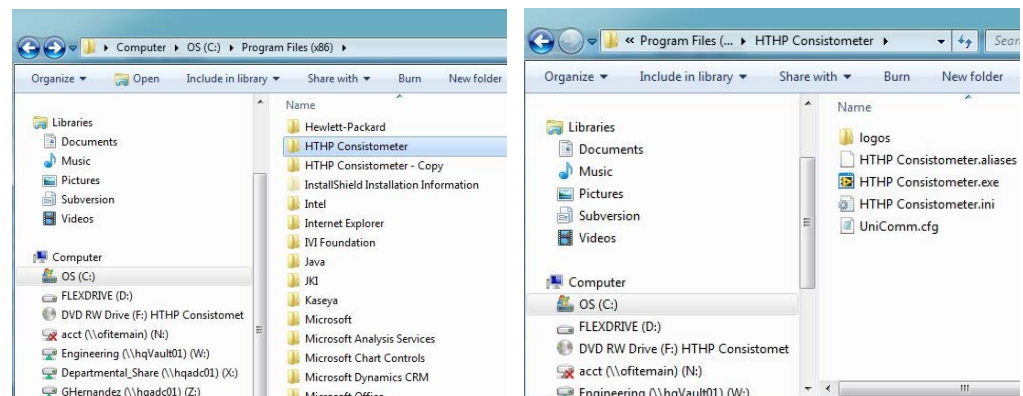 Computer ▸ OS (C:) ▸ Program Files (x86) ▸
Organize ▾ Open Include in library ▾ Share with ▾ Burn New folder
Libraries
Documents
Music
Pictures
Subversion
Videos
Computer
OS (C:)
FLEXDRIVE (D:)
DVD RW Drive (F:) HTHP Consistomet
acct (\\ofitemain) (N:)
Engineering (\\hqVault01) (W:)
Departmental_Share (\\hqadc01) (X:)
GHernandez (\\hqadc01) (Z:)
Name
Hewlett-Packard
HTHP Consistometer
HTHP Consistometer - Copy
InstallShield Installation Information
Intel
Internet Explorer
IVI Foundation
Java
JKI
Kaseya
Microsoft
Microsoft Analysis Services
Microsoft Chart Controls
Microsoft Dynamics CRM
Microsoft Office
« Program Files (... ▸ HTHP Consistometer ▸ Sear
Organize ▾ Include in library ▾ Share with ▾ Burn New folder
Libraries
Documents
Music
Pictures
Subversion
Videos
Computer
OS (C:)
FLEXDRIVE (D:)
DVD RW Drive (F:) HTHP Consistomet
acct (\\ofitemain) (N:)
Engineering (\\hqVault01) (W:)
Name
logos
HTHP Consistometer.aliases
HTHP Consistometer.exe
HTHP Consistometer.ini
UniComm.cfg